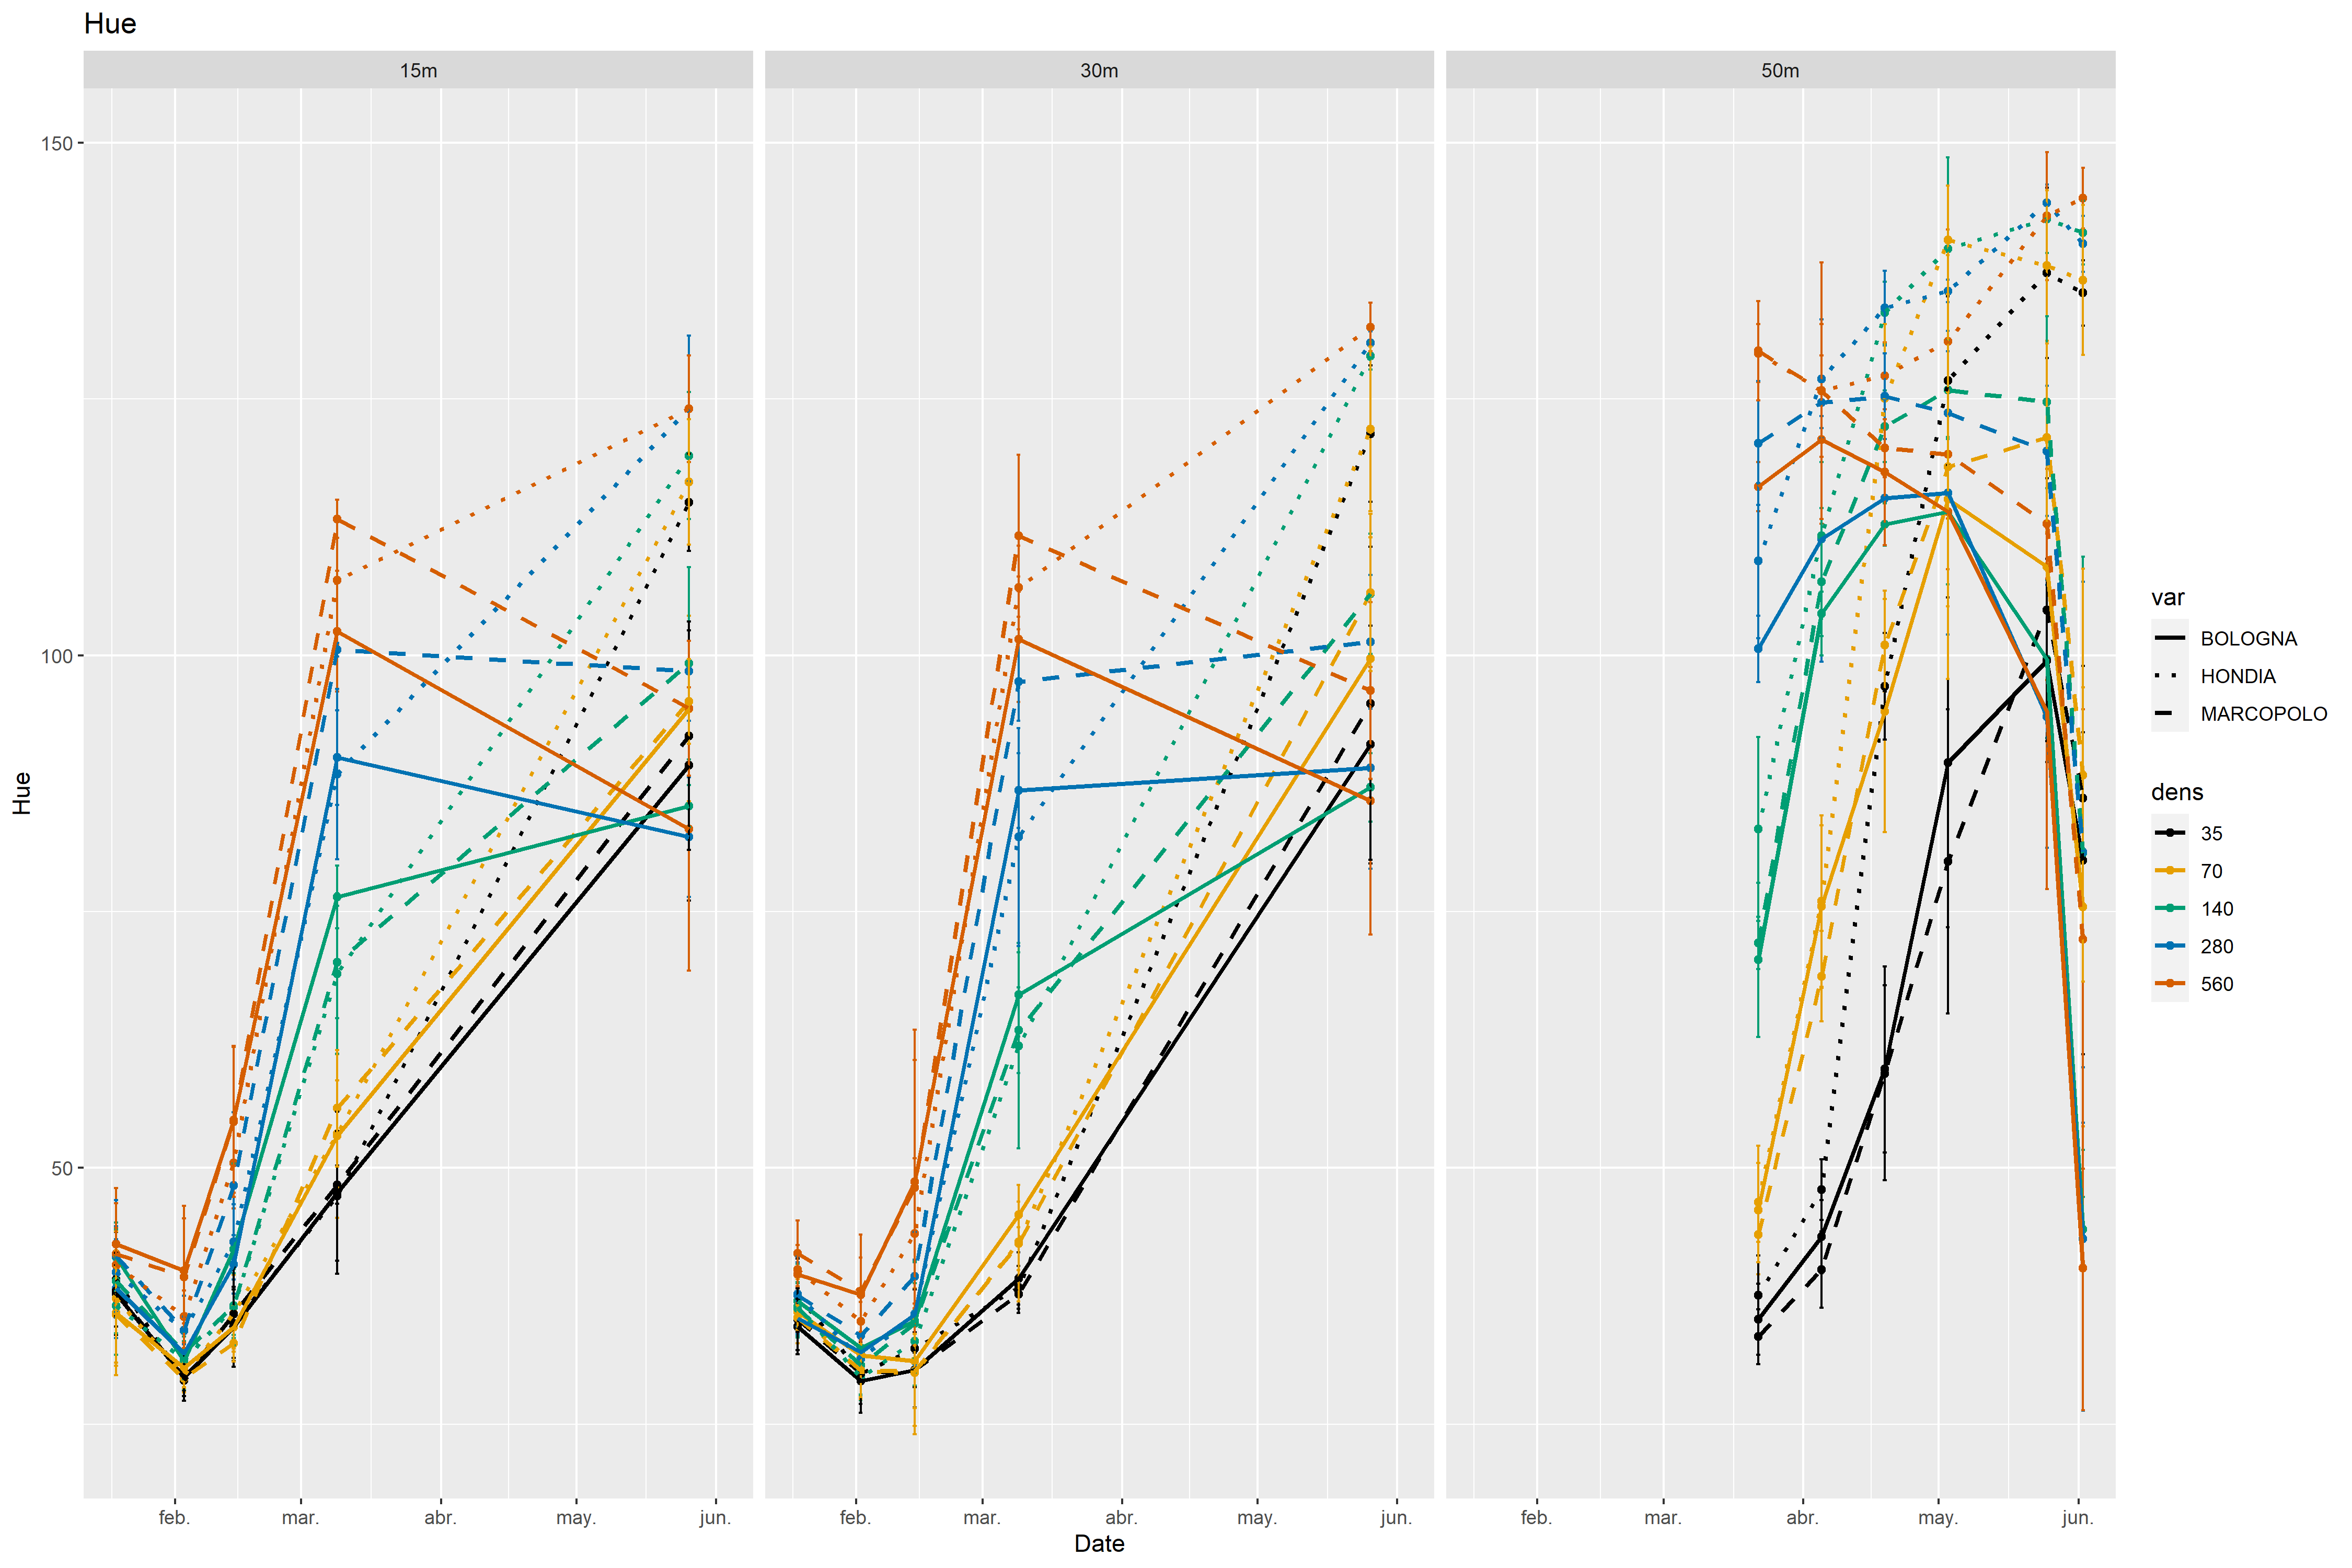 Hue
15m
30m
50m
150
100
50
Hue
feb.
mar.
abr.
may.
jun.
feb.
mar.
abr.
may.
jun.
feb.
mar.
abr.
may.
jun.
Date
var
BOLOGNA
HONDIA
MARCOPOLO
dens
35
70
140
280
560